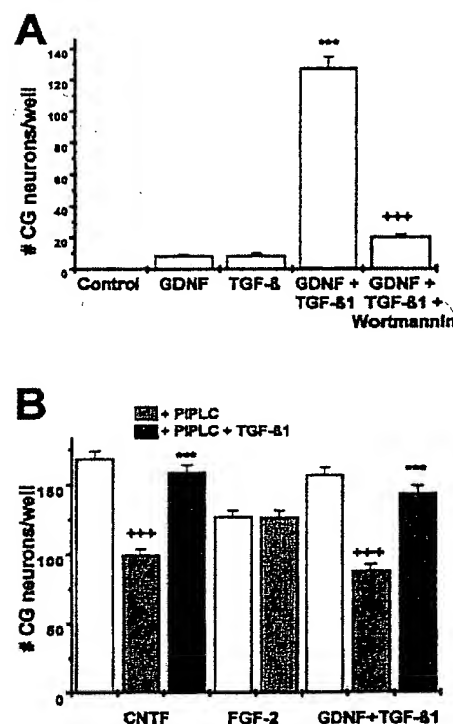 A
***
140
120
# CG neurons/well
100
80
60
+++
40
20
0
Control GDNF TGF-ß GDNF + GDNF +
TGF-ß1 TGF-ß1 +
Wortmannin
B
+ PIPLC
+ PIPLC + TGF-ß1
*** ***
150
+++ +++
# CG neurons/well
100
50
0
CNTF FGF-2 GDNF+TGF-ß1